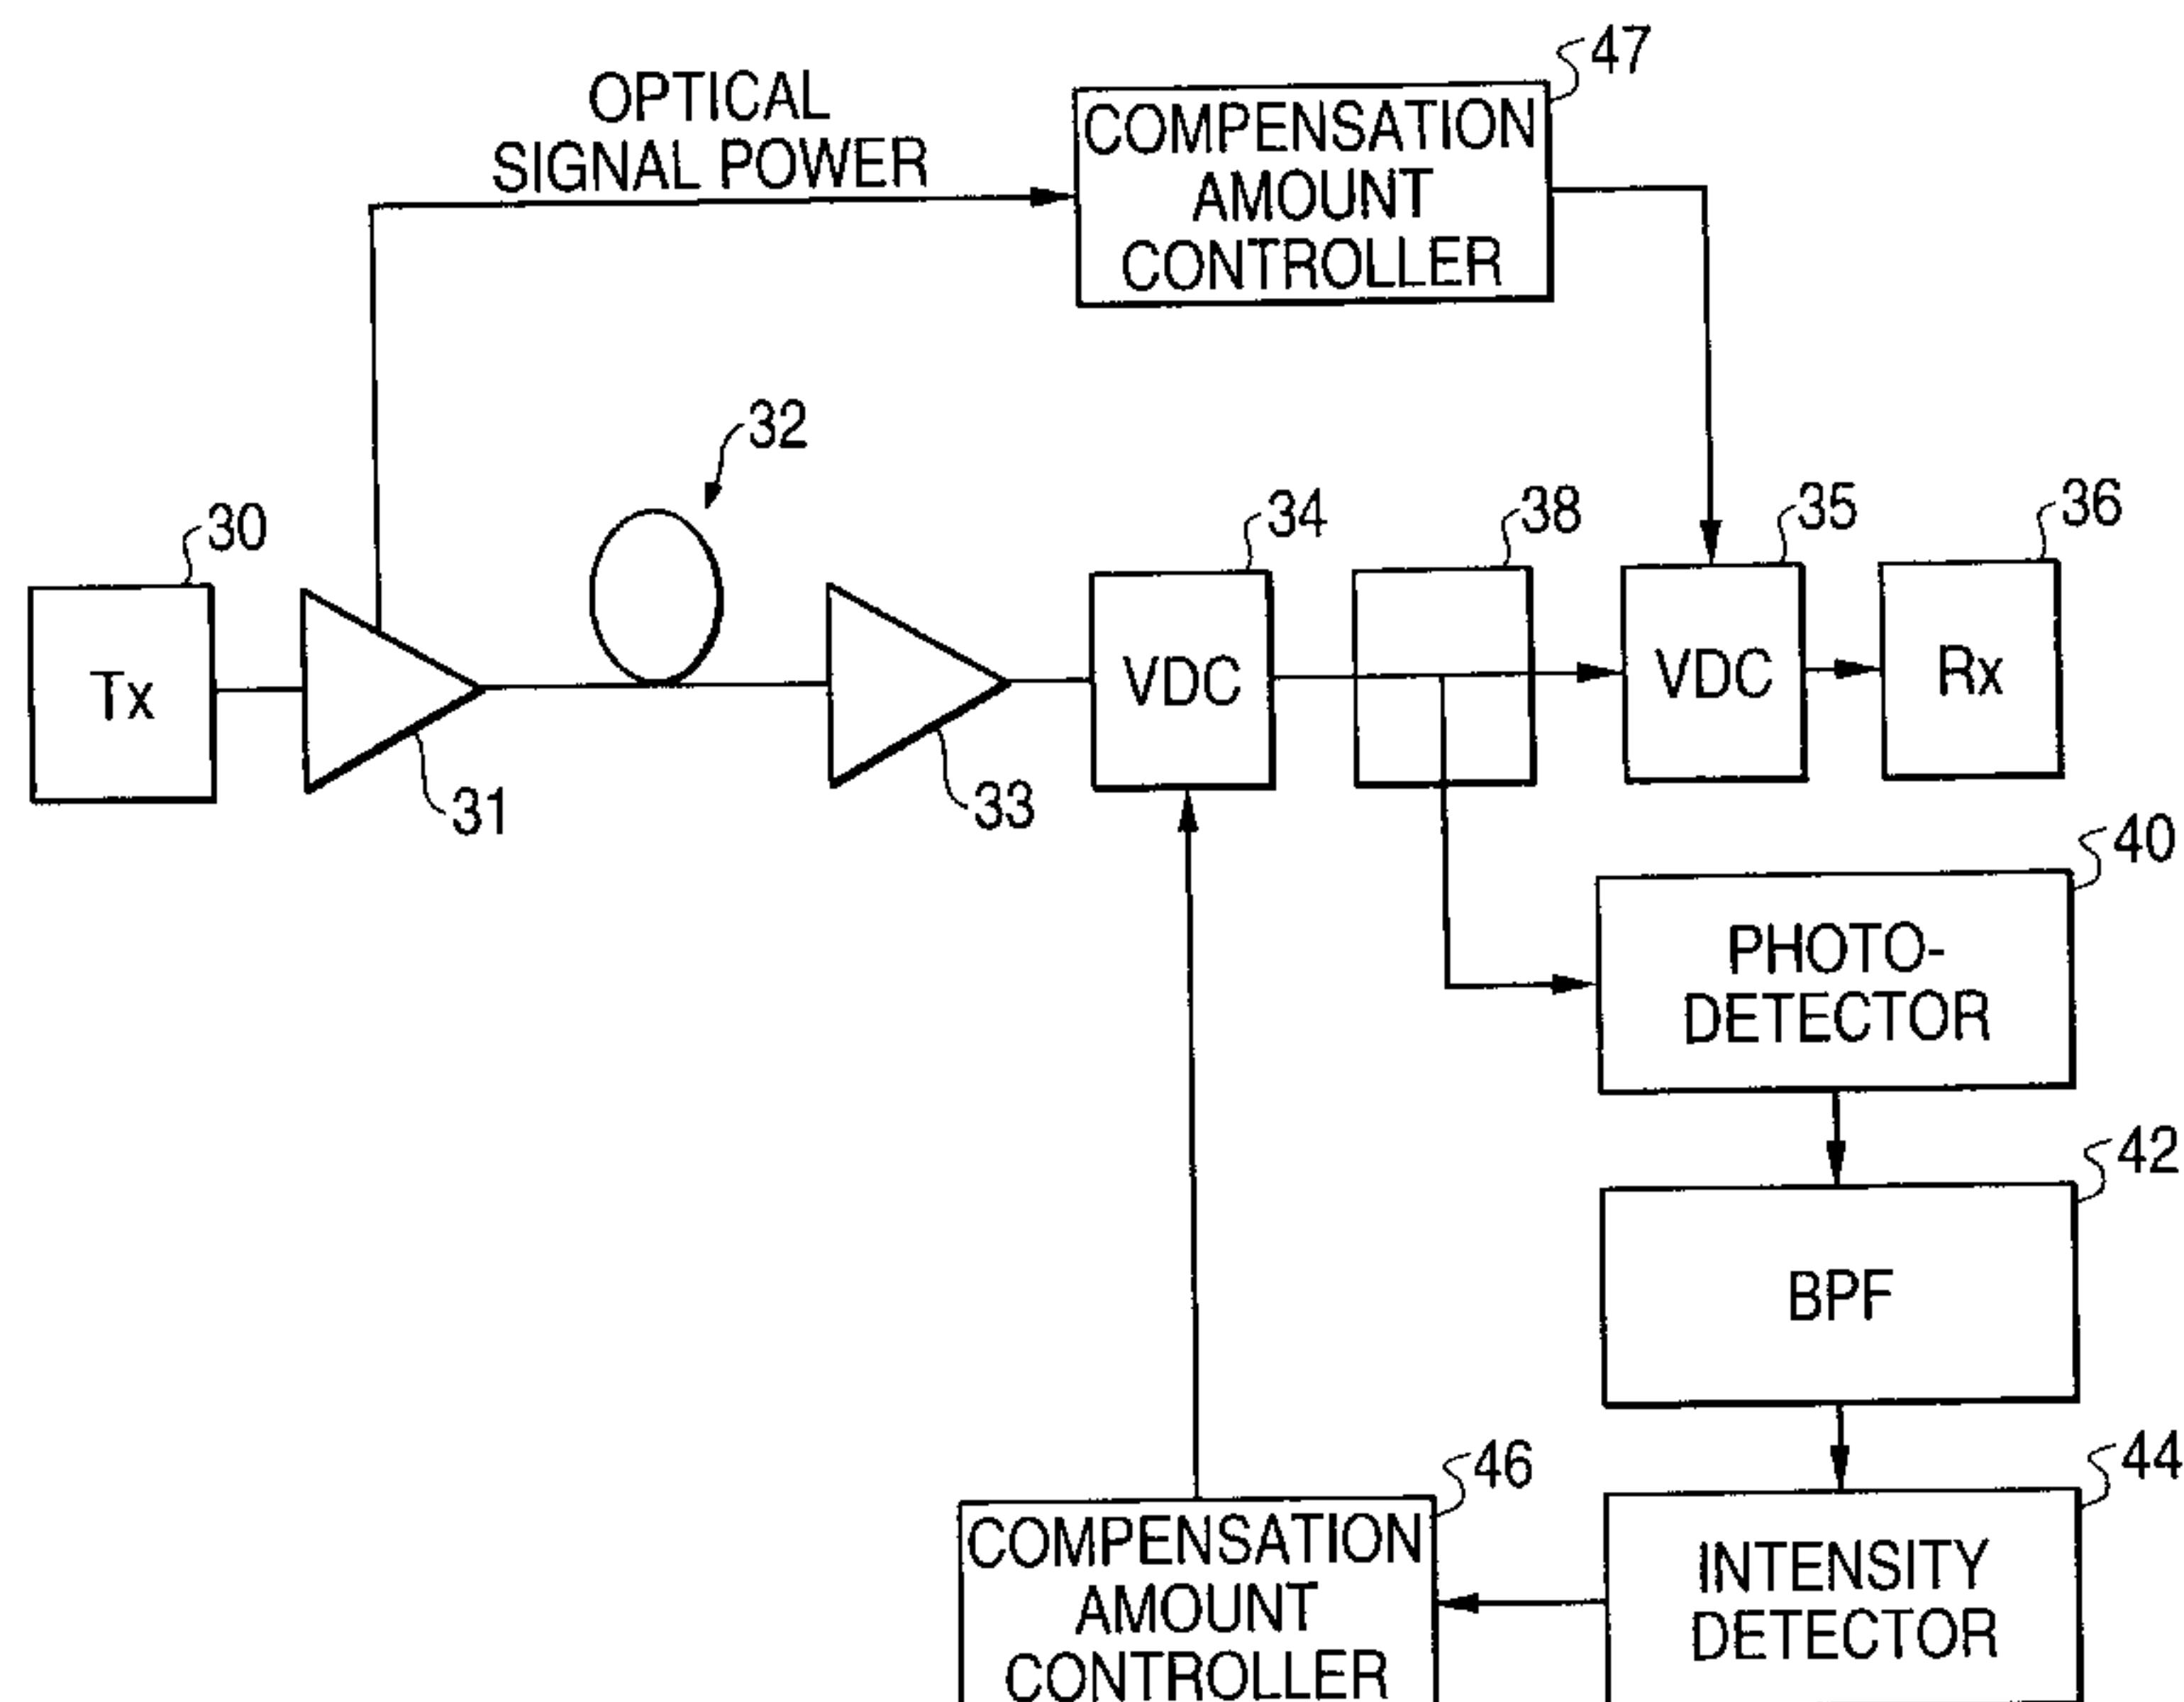 47
OPTICAL
SIGNAL POWER
COMPENSATION
AMOUNT
CONTROLLER
32
30
34
38
35
36
Tx
VDC
VDC
Rx
31
33
40
PHOTO-
DETECTOR
42
BPF
46
44
COMPENSATION
AMOUNT
CONTROLLER
INTENSITY
DETECTOR